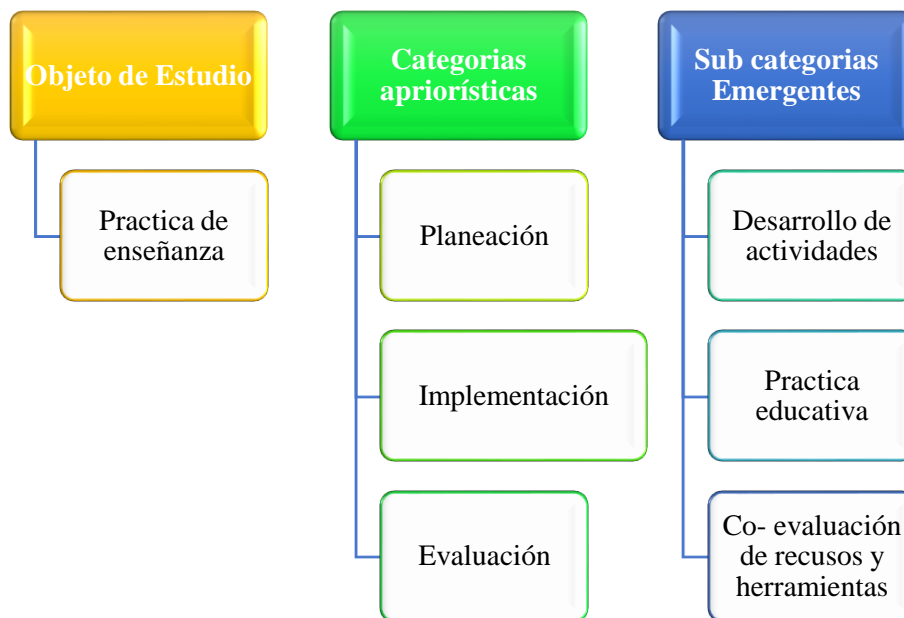 Objeto de Estudio
Practica de
enseñanza
Categorias
apriorísticas
Planeación
Implementación
Evaluación
Sub categorias
Emergentes
Desarrollo de
actividades
Practica
educativa
Co- evaluación
de recusos y
herramientas